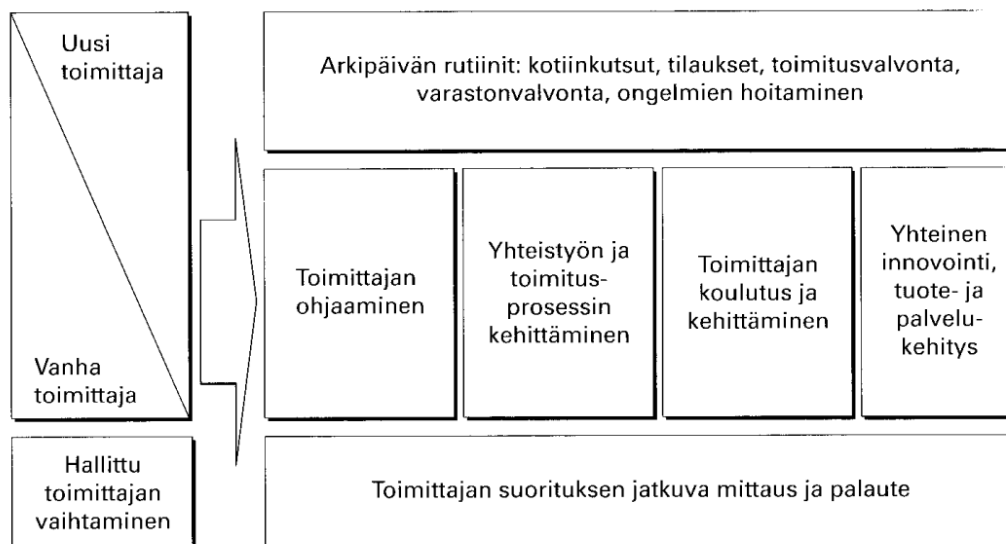 Uusi
toimittaja
Vanha
toimittaja
Hallittu
toimittajan
vaihtaminen
Arkipäivän rutiinit: kotiinkutsut, tilaukset, toimitusvalvonta,
varastonvalvonta, ongelmien hoitaminen
Toimittajan
ohjaaminen
Yhteistyön ja
toimitus-
prosessin
kehittäminen
Toimittajan
koulutus ja
kehittäminen
Yhteinen
innovointi,
tuote- ja
palvelu-
kehitys
Toimittajan suorituksen jatkuva mittaus ja palaute